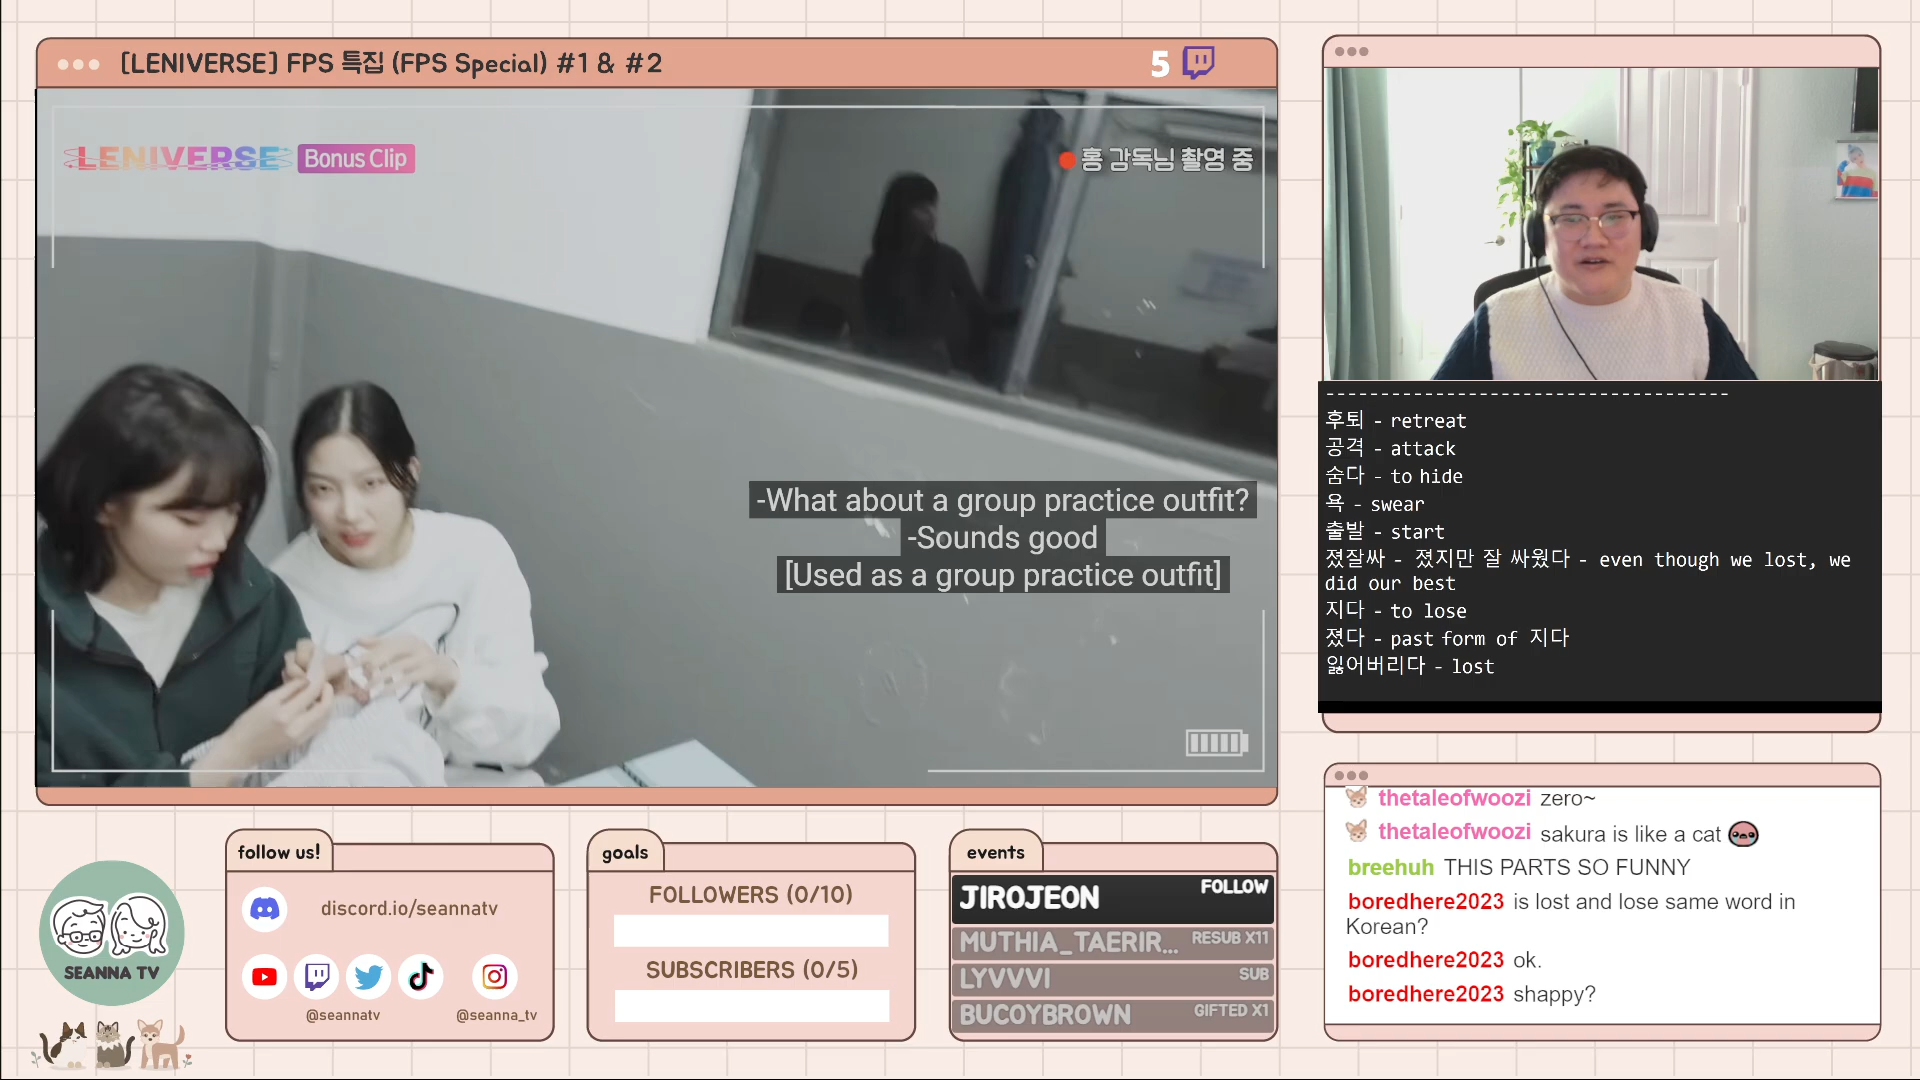 [LENIVERSE] FPS 특집 (FPS Special) #1 & #2
5
LENIVERSE Bonus Clip
홍 감독님 촬영 중
-What about a group practice outfit?
-Sounds good
[Used as a group practice outfit]
----------------------------------
후퇴 - retreat
공격 - attack
숨다 - to hide
욕 - swear
출발 - start
졌잘싸 - 졌지만 잘 싸웠다 - even though we lost, we
did our best
지다 - to lose
졌다 - past form of 지다
잃어버리다 - lost
thetaleofwoozi zero~
thetaleofwoozi sakura is like a cat
breehuh THIS PARTS SO FUNNY
boredhere2023 is lost and lose same word in
Korean?
boredhere2023 ok.
boredhere2023 shappy?
SEANNA TV
follow us!
discord.io/seannatv
@seannatv
@seanna_tv
goals
FOLLOWERS (0/10)
SUBSCRIBERS (0/5)
events
JIROJEON FOLLOW
MUTHIA_TAERIR... RESUB X11
LYVVVI SUB
BUCOYBROWN GIFTED X1